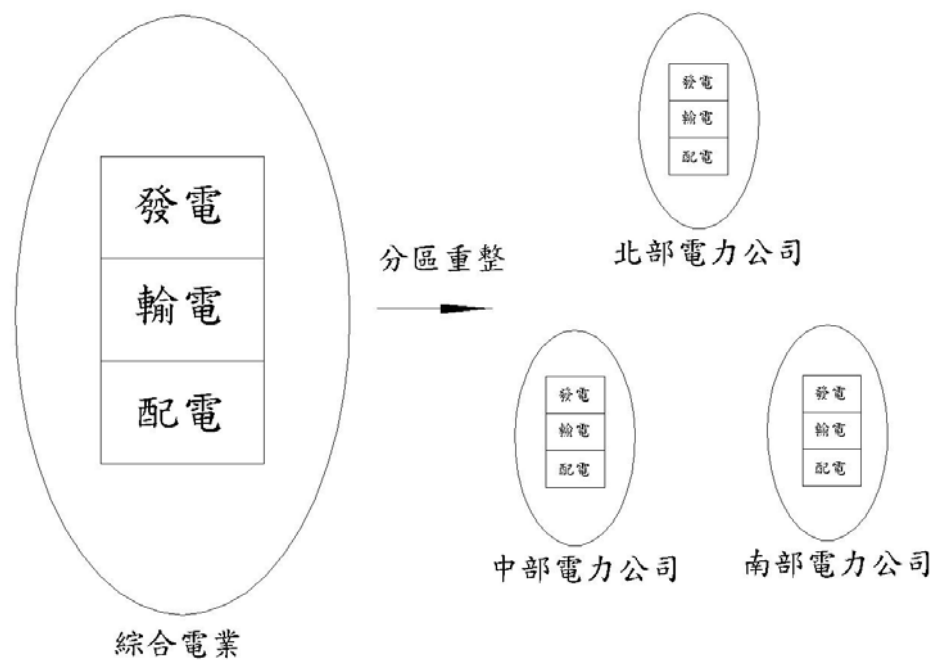 發電
輸電
配電
綜合電業
分區重整
發電
輸電
配電
北部電力公司
發電
輸電
配電
中部電力公司
發電
輸電
配電
南部電力公司